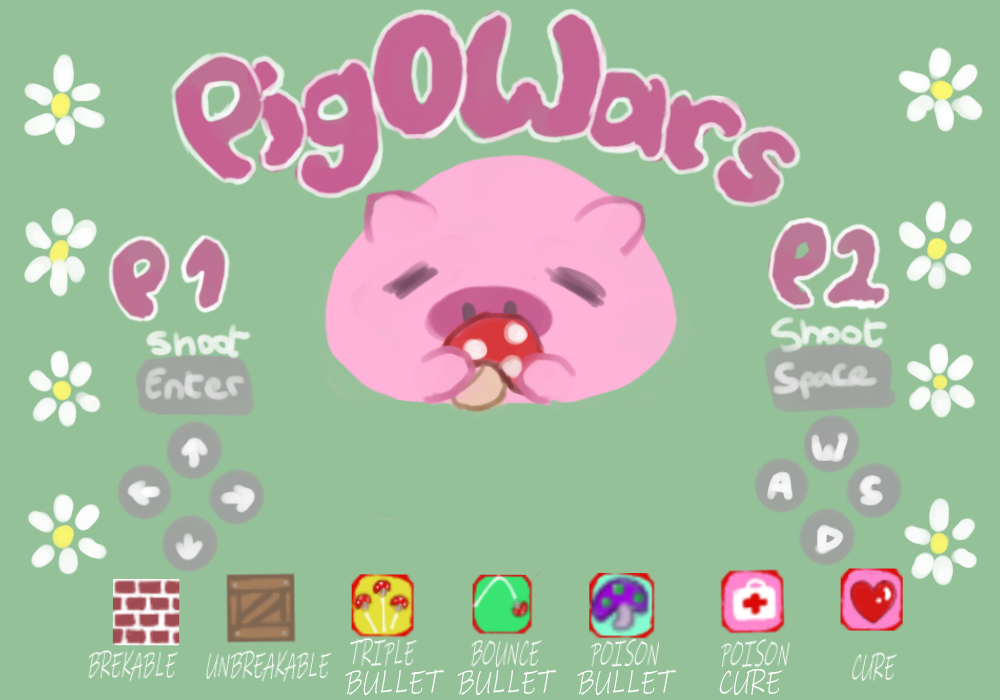 PigOWars
P1
P2
Shoot
Enter
Shoot
Space
W
A
S
D
BREKABLE
UNBREAKABLE
TRIPLE
BULLET
BOUNCE
BULLET
POISON
BULLET
POISON
CURE
CURE